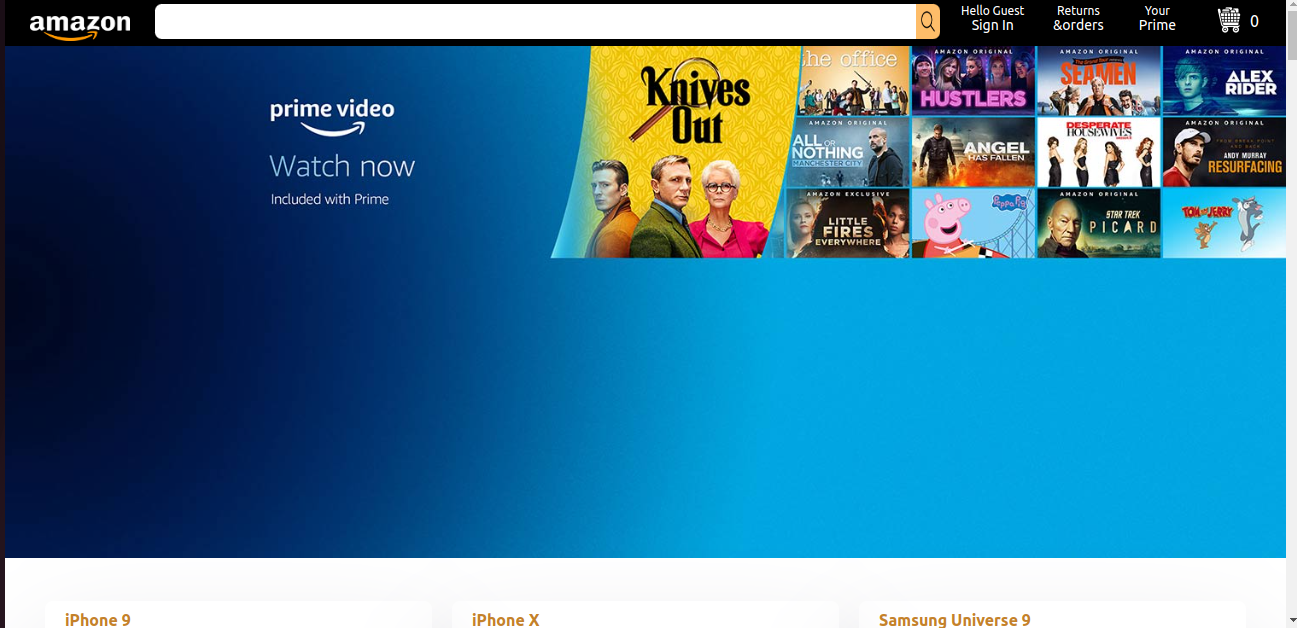 amazon
Hello Guest
Sign In
Returns
&orders
Your
Prime
0
prime video
Watch now
Included with Prime
Knives
Out
he office
AMAZON ORIGINAL
HUSTLERS
AMAZON ORIGINAL
SEAMEN
AMAZON ORIGINAL
ALEX
RIDER
AMAZON ORIGINAL
ALL OR
NOTHING
MANCHESTER CITY
ANGEL
HAS FALLEN
DESPERATE
HOUSEWIVES
AMAZON ORIGINAL
ANDY MURRAY
RESURFACING
AMAZON EXCLUSIVE
LITTLE
FIRES
EVERYWHERE
Peppa Pig
AMAZON ORIGINAL
STAR TREK
PICARD
TOM AND JERRY
iPhone 9
iPhone X
Samsung Universe 9